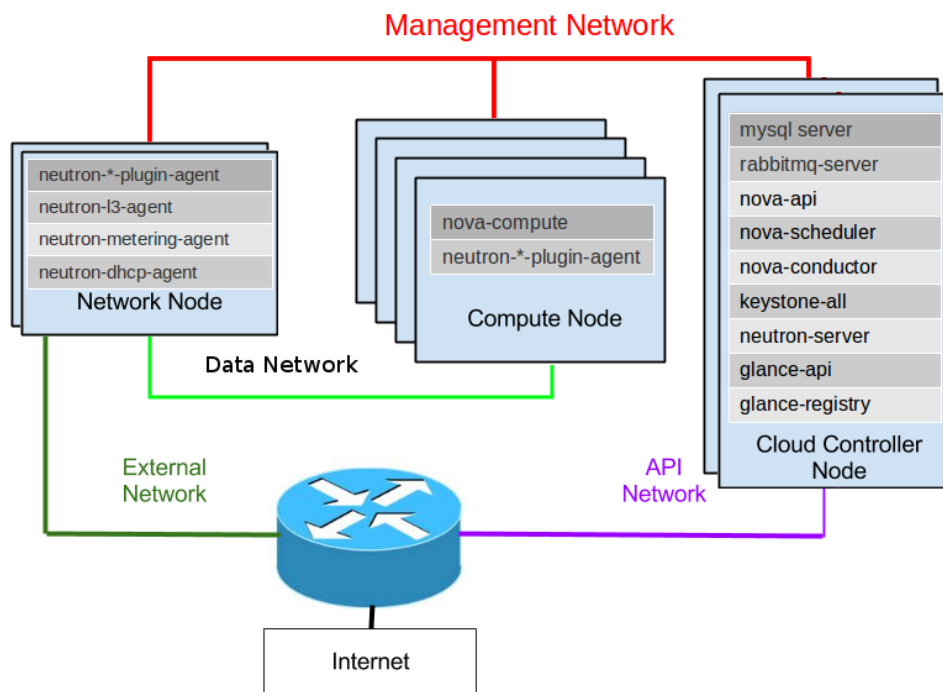 Management Network
neutron-*-plugin-agent
neutron-l3-agent
neutron-metering-agent
neutron-dhcp-agent
Network Node
nova-compute
neutron-*-plugin-agent
Compute Node
mysql server
rabbitmq-server
nova-api
nova-scheduler
nova-conductor
keystone-all
neutron-server
glance-api
glance-registry
Cloud Controller
Node
Data Network
External
Network
API
Network
Internet